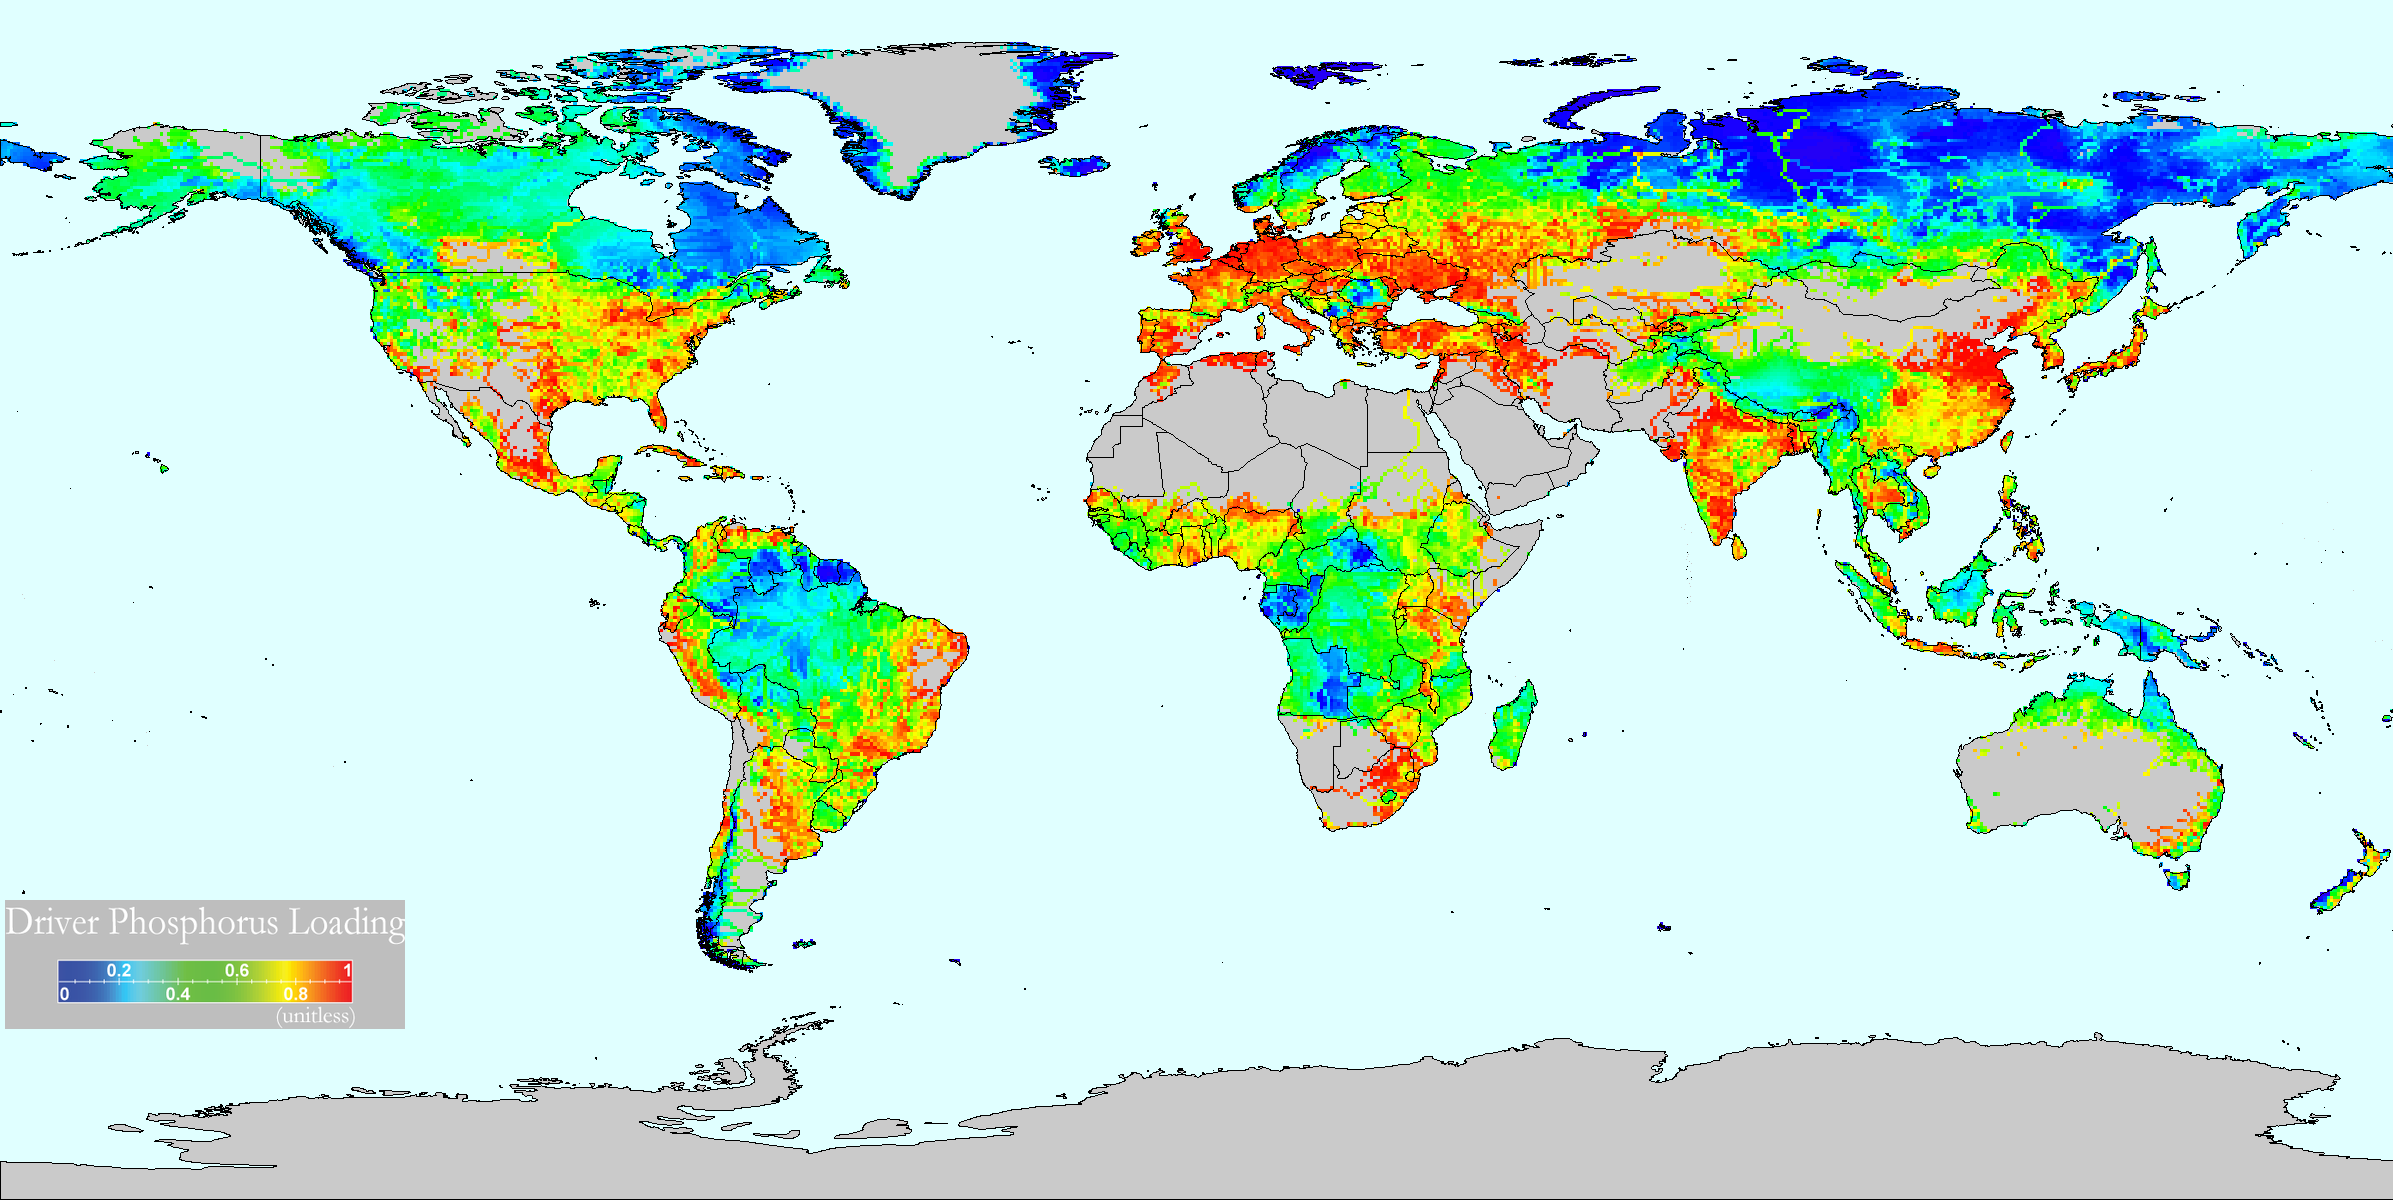 Driver Phosphorus Loading
0.2 0.6 1
0 0.4 0.8
(unitless)